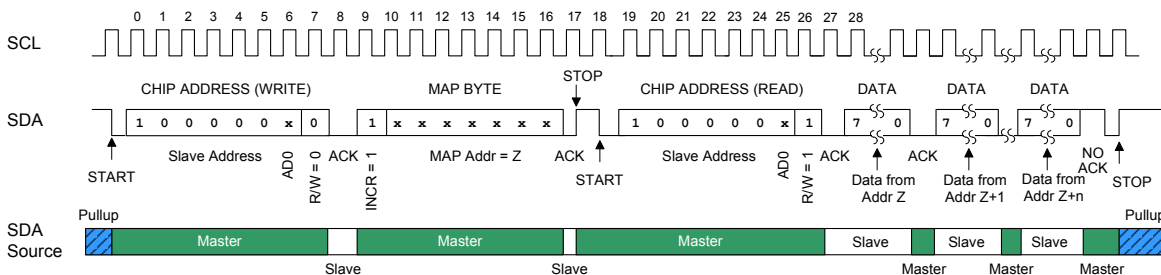 SCL 0 1 2 3 4 5 6 7 8 9 10 11 12 13 14 15 16 17 18 19 20 21 22 23 24 25 26 27 28
STOP
CHIP ADDRESS (WRITE) MAP BYTE CHIP ADDRESS (READ) DATA DATA DATA
SDA 1 0 0 0 0 0 x 0 1 x x x x x x x 1 0 0 0 0 0 x 1 7 0 7 0 7 0
START Slave Address AD0 R/W = 0 ACK INCR = 1 MAP Addr = Z ACK START Slave Address AD0 R/W = 1 ACK ACK NO
ACK STOP
Data from
Addr Z
Data from
Addr Z+1
Data from
Addr Z+n
Pullup Pullup
SDA
Source
Master Master Master Slave Slave Slave
Slave Slave Master Master Master